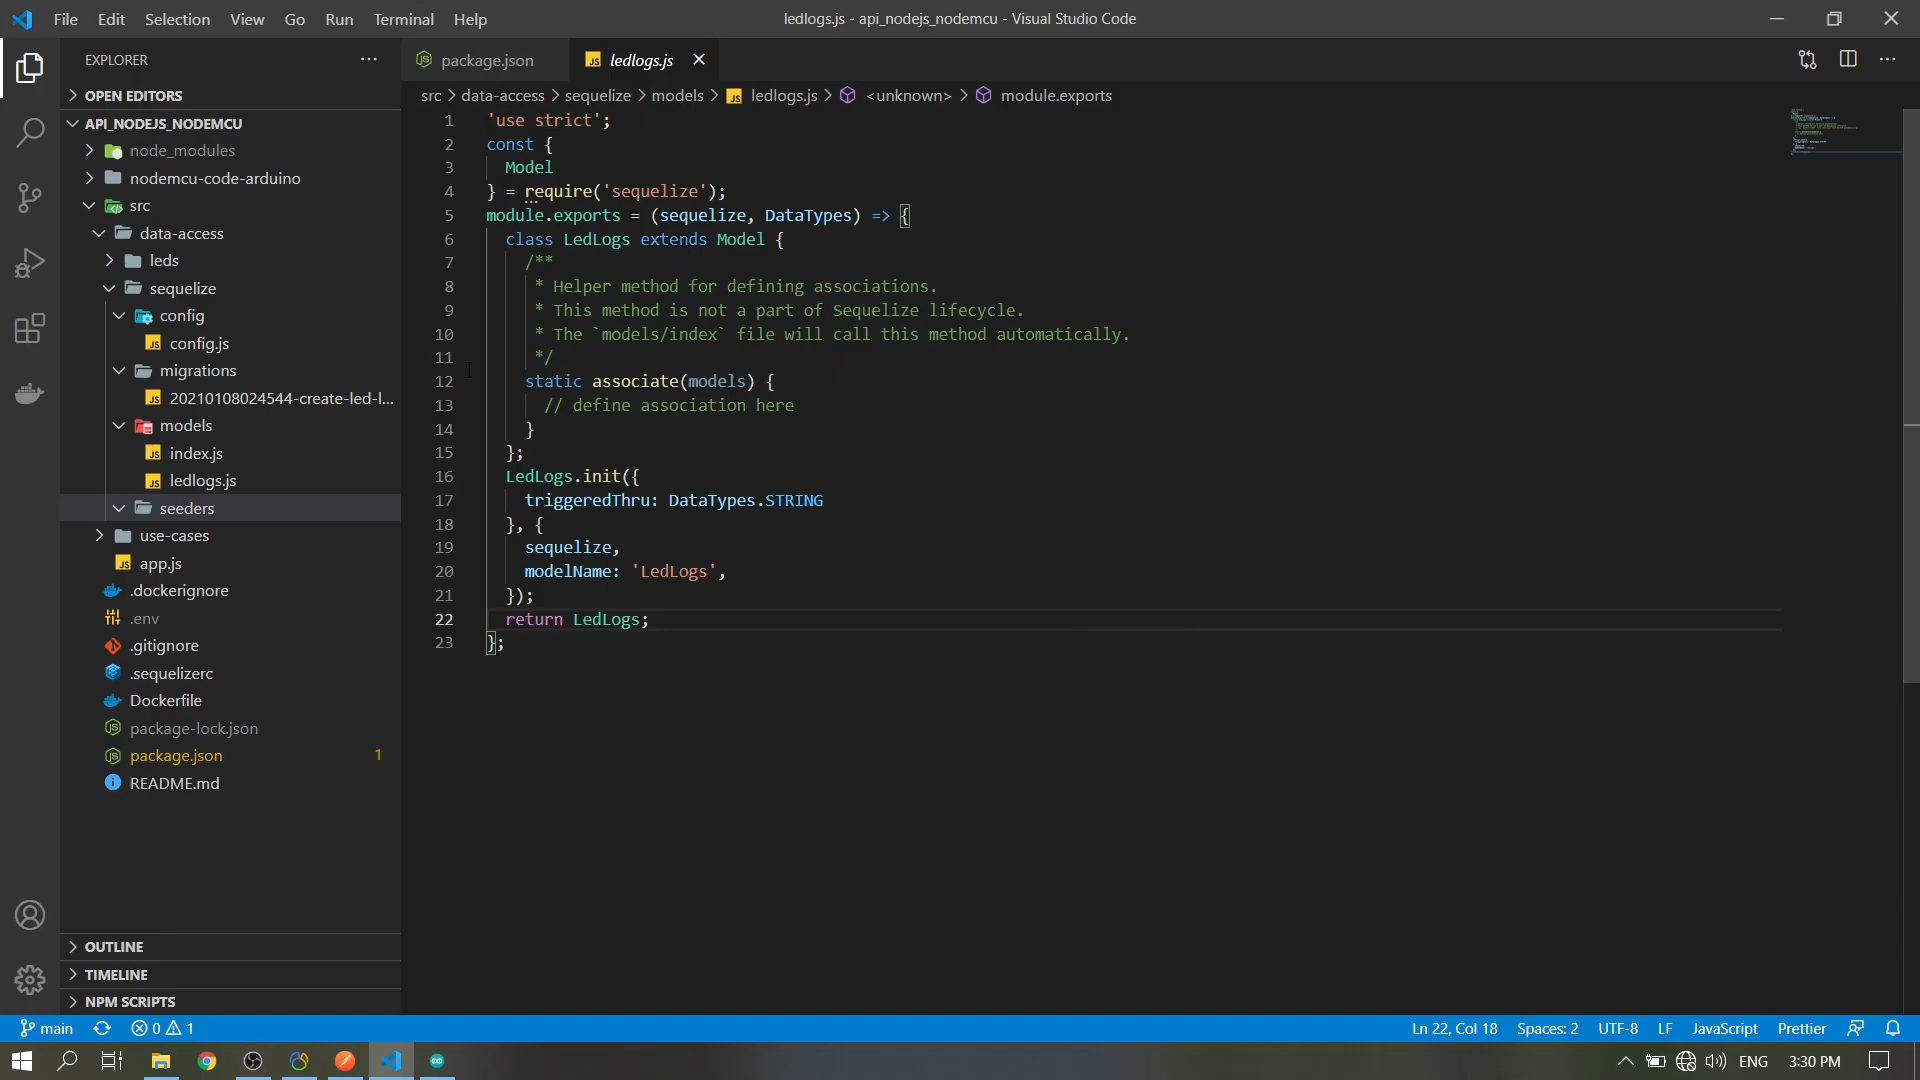 File Edit Selection View Go Run Terminal Help
ledlogs.js - api_nodejs_nodemcu - Visual Studio Code
EXPLORER
OPEN EDITORS
API_NODEJS_NODEMCU
node_modules
nodemcu-code-arduino
src
data-access
leds
sequelize
config
JS config.js
migrations
JS 20210108024544-create-led-l...
models
JS index.js
JS ledlogs.js
seeders
use-cases
JS app.js
.dockerignore
.env
.gitignore
.sequelizerc
Dockerfile
package-lock.json
package.json 1
README.md
OUTLINE
TIMELINE
NPM SCRIPTS
package.json
JS ledlogs.js
src > data-access > sequelize > models > JS ledlogs.js > <unknown> > module.exports
1 'use strict';
2 const {
3 Model
4 } = require('sequelize');
5 module.exports = (sequelize, DataTypes) => {
6 class LedLogs extends Model {
7 /**
8 * Helper method for defining associations.
9 * This method is not a part of Sequelize lifecycle.
10 * The `models/index` file will call this method automatically.
11 */
12 static associate(models) {
13 // define association here
14 }
15 };
16 LedLogs.init({
17 triggeredThru: DataTypes.STRING
18 }, {
19 sequelize,
20 modelName: 'LedLogs',
21 });
22 return LedLogs;
23 };
main 0 1
Ln 22, Col 18 Spaces: 2 UTF-8 LF JavaScript Prettier
ENG 3:30 PM